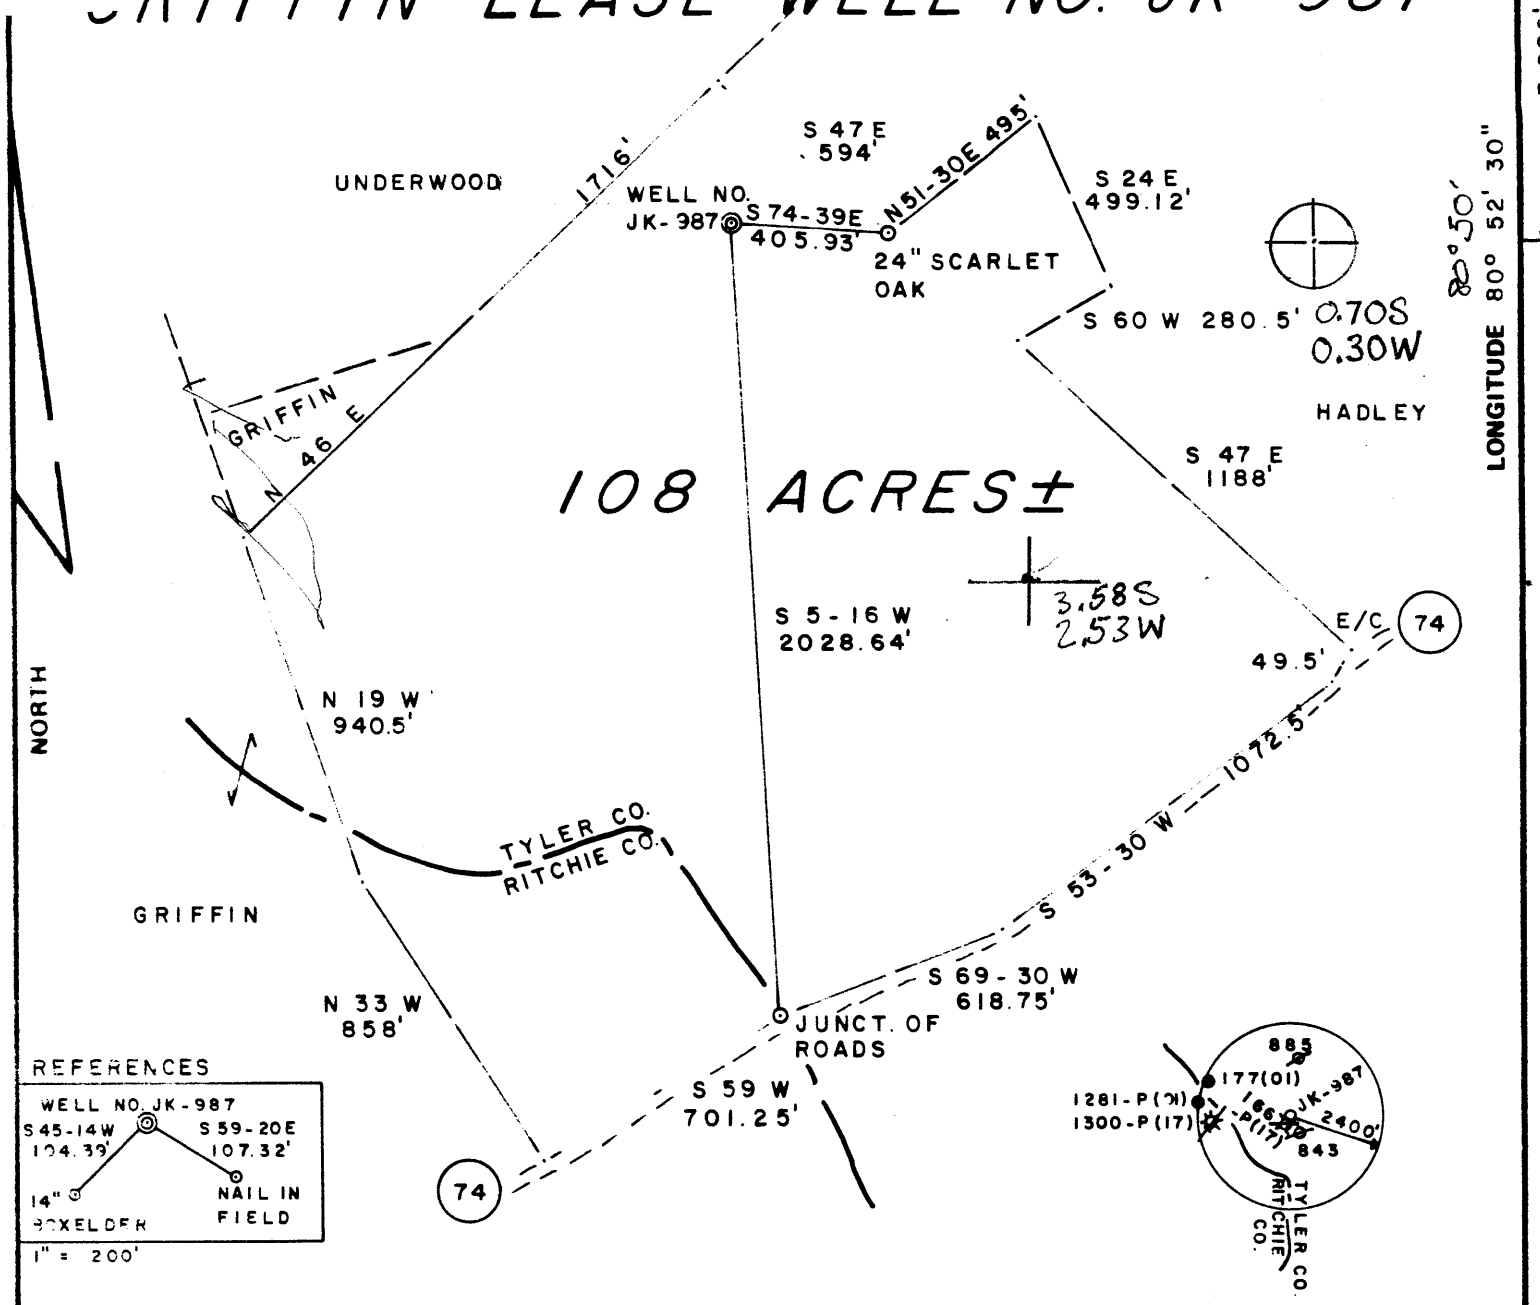 GRIFFIN LEASE WELL NO. JK-987
UNDERWOOD
1716'
S 47 E
594'
N51-30E 495'
WELL NO.
JK-987
S 74-39E
405.93'
24" SCARLET
OAK
S 24 E
499.12'
S 60 W 280.5'
0.70S
0.30W
80° 50'
LONGITUDE 80° 52' 30"
HADLEY
GRIFFIN
N 46 E
108 ACRES±
S 47 E
1188'
3.58S
2.53W
S 5-16 W
2028.64'
E/C
74
49.5'
NORTH
N 19 W
940.5'
1072.5'
S 53-30 W
TYLER CO.
RITCHIE CO.
GRIFFIN
N 33 W
858'
S 69-30 W
618.75'
JUNCT. OF
ROADS
S 59 W
701.25'
74
REFERENCES
WELL NO. JK-987
S45-14W
104.39'
S 59-20E
107.32'
14"
BOXELDER
NAIL IN
FIELD
1" = 200'
885
177(01)
JK-987
1281-P(01)
1300-P(17)
166
-P(17)
2400'
843
TYLER CO.
RITCHIE
CO.